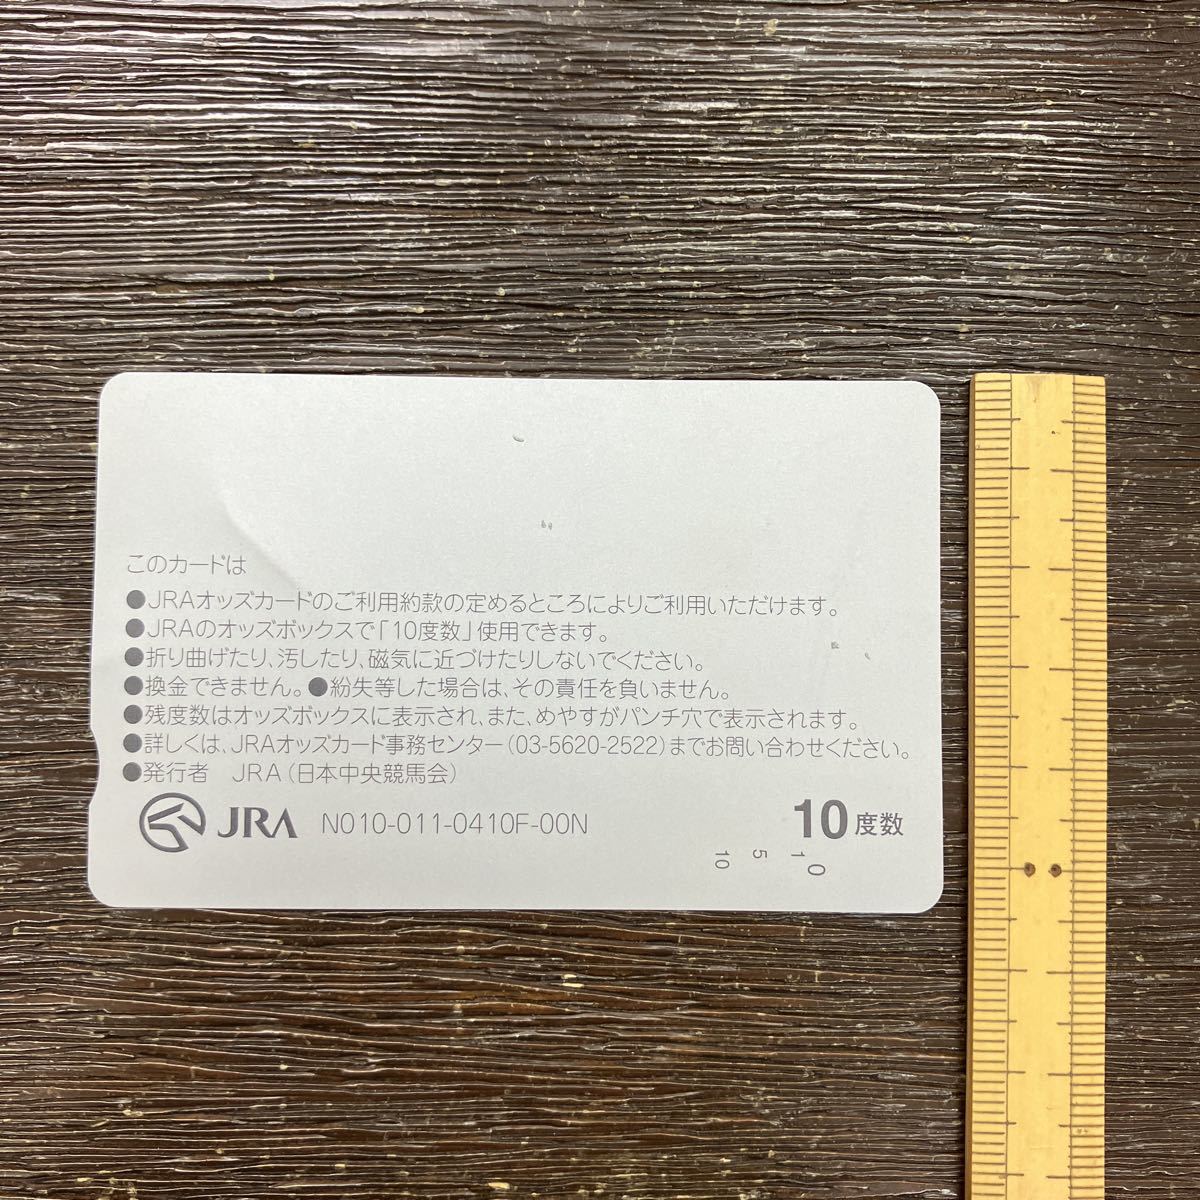 このカードは
●JRAオッズカードのご利用約款の定めるところによりご利用いただけます。
●JRAのオッズボックスで「10度数」使用できます。
●折り曲げたり、汚したり、磁気に近づけたりしないでください。
●換金できません。●紛失等した場合は、その責任を負いません。
●残度数はオッズボックスに表示され、また、めやすがパンチ穴で表示されます。
●詳しくは、JRAオッズカード事務センター(03-5620-2522)までお問い合わせください。
●発行者　JRA(日本中央競馬会)
JRA N010-011-0410F-00N 10度数
10 5 1 0